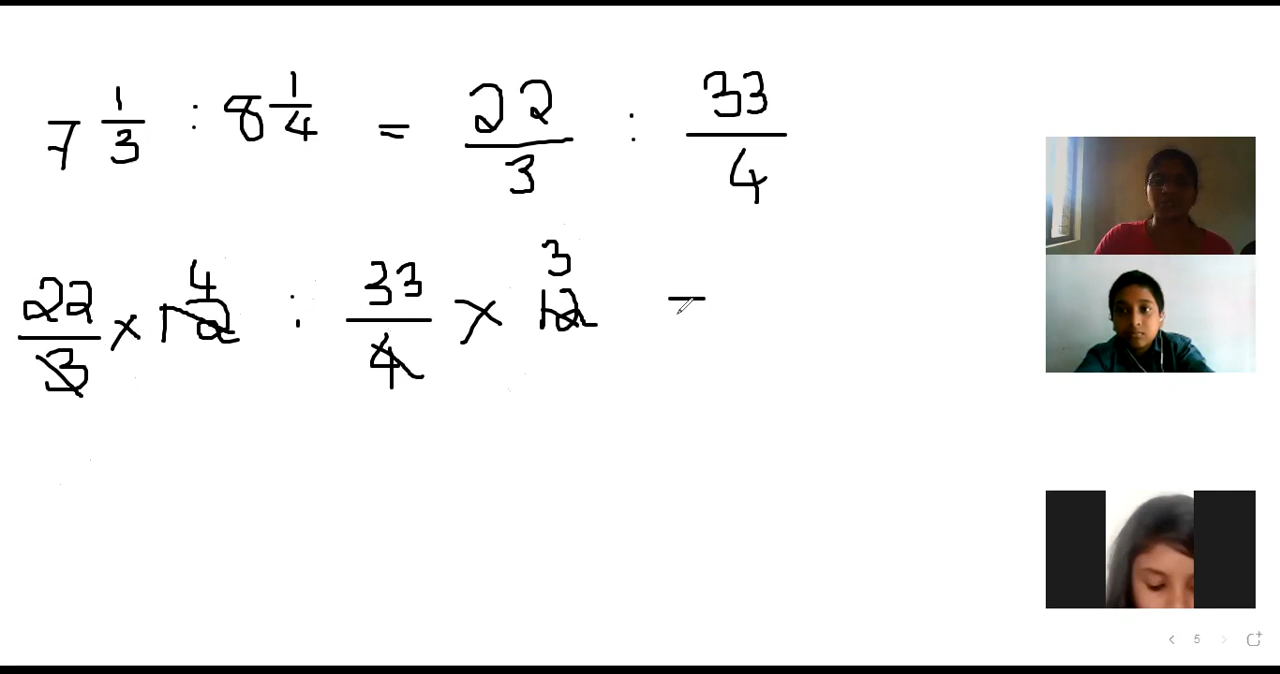 7 1/3 : 8 1/4 = 22/3 : 33/4
4 3
22/3 × 12 : 33/4 × 12 =
5